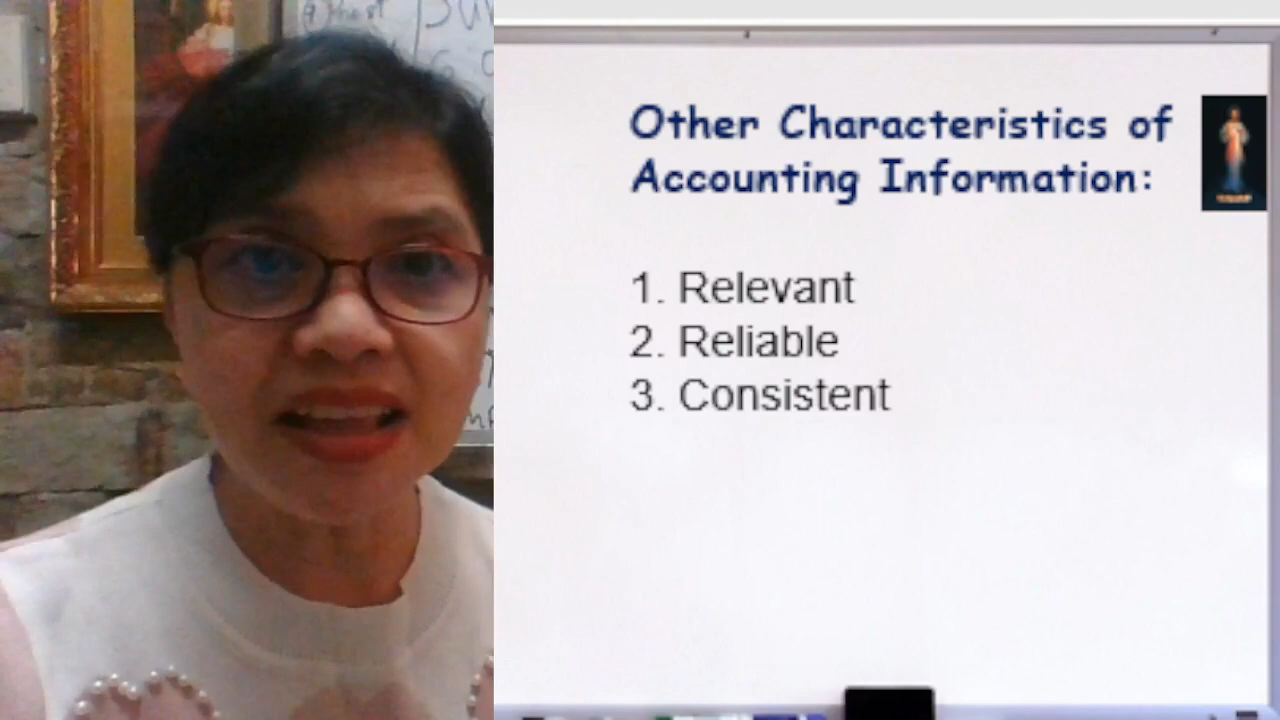 Other Characteristics of
Accounting Information:
1. Relevant
2. Reliable
3. Consistent